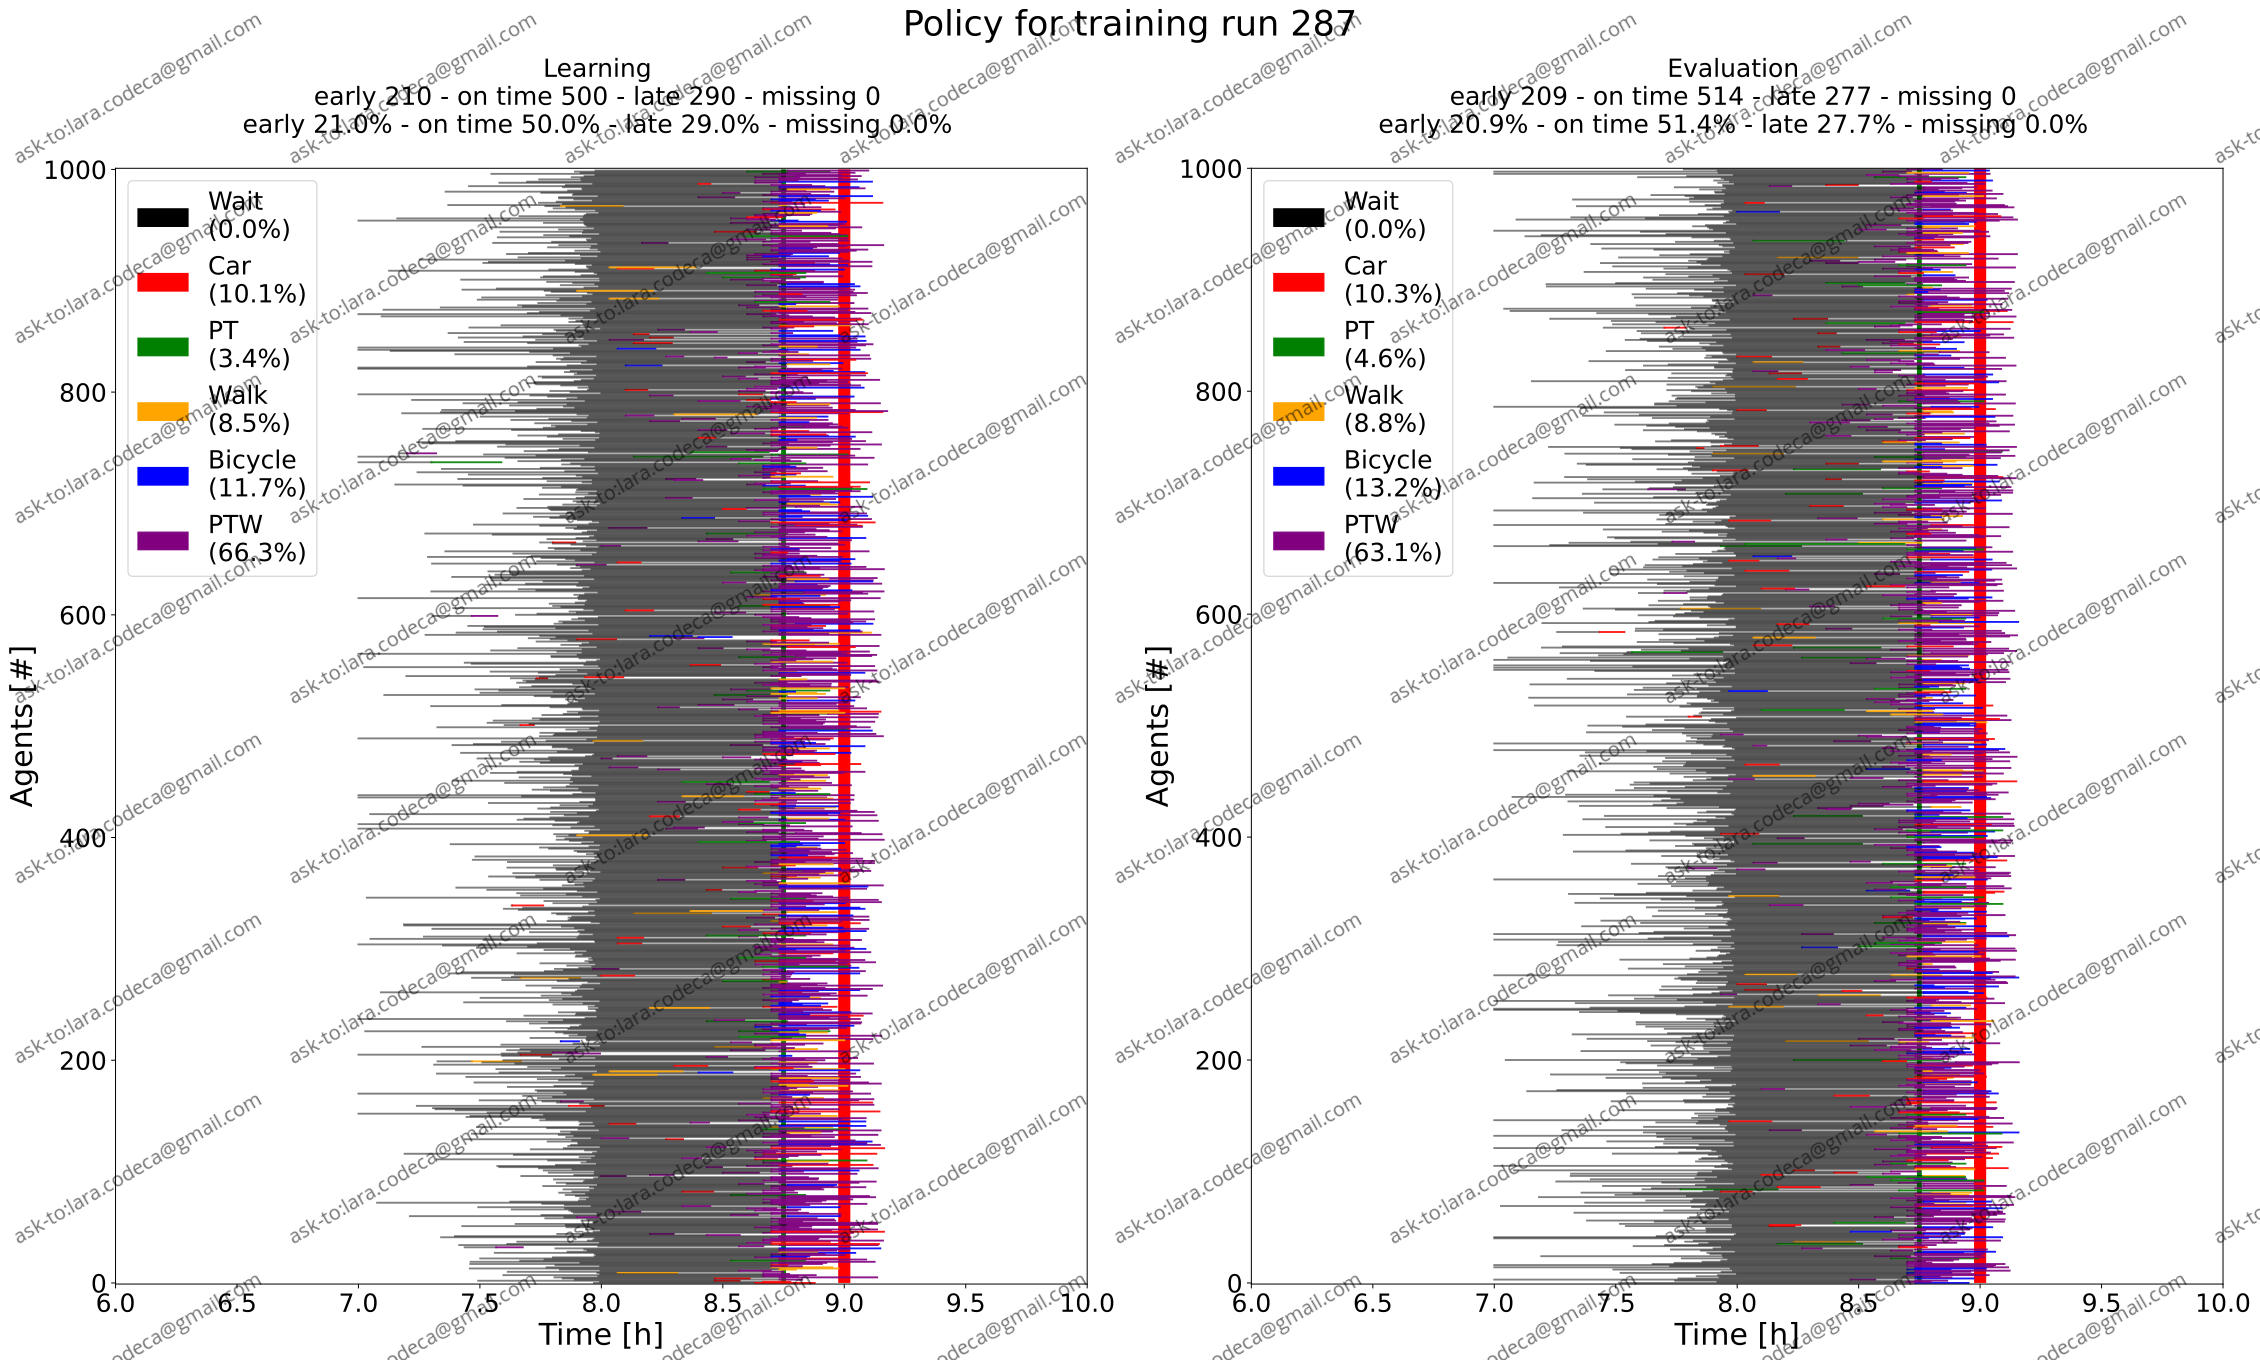 Policy for training run 287
Learning
early 210 - on time 500 - late 290 - missing 0
early 21.0% - on time 50.0% - late 29.0% - missing 0.0%
1000
800
600
400
200
0
Agents [#]
Wait
(0.0%)
Car
(10.1%)
PT
(3.4%)
Walk
(8.5%)
Bicycle
(11.7%)
PTW
(66.3%)
6.0 6.5 7.0 7.5 8.0 8.5 9.0 9.5 10.0
Time [h]
Evaluation
early 209 - on time 514 - late 277 - missing 0
early 20.9% - on time 51.4% - late 27.7% - missing 0.0%
1000
800
600
400
200
0
Agents [#]
Wait
(0.0%)
Car
(10.3%)
PT
(4.6%)
Walk
(8.8%)
Bicycle
(13.2%)
PTW
(63.1%)
6.0 6.5 7.0 7.5 8.0 8.5 9.0 9.5 10.0
Time [h]
ask-to:lara.codeca@gmail.com